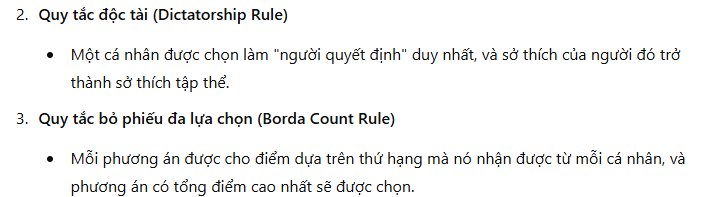 2. Quy tắc độc tài (Dictatorship Rule)
• Một cá nhân được chọn làm "người quyết định" duy nhất, và sở thích của người đó trở
thành sở thích tập thể.
3. Quy tắc bỏ phiếu đa lựa chọn (Borda Count Rule)
• Mỗi phương án được cho điểm dựa trên thứ hạng mà nó nhận được từ mỗi cá nhân, và
phương án có tổng điểm cao nhất sẽ được chọn.